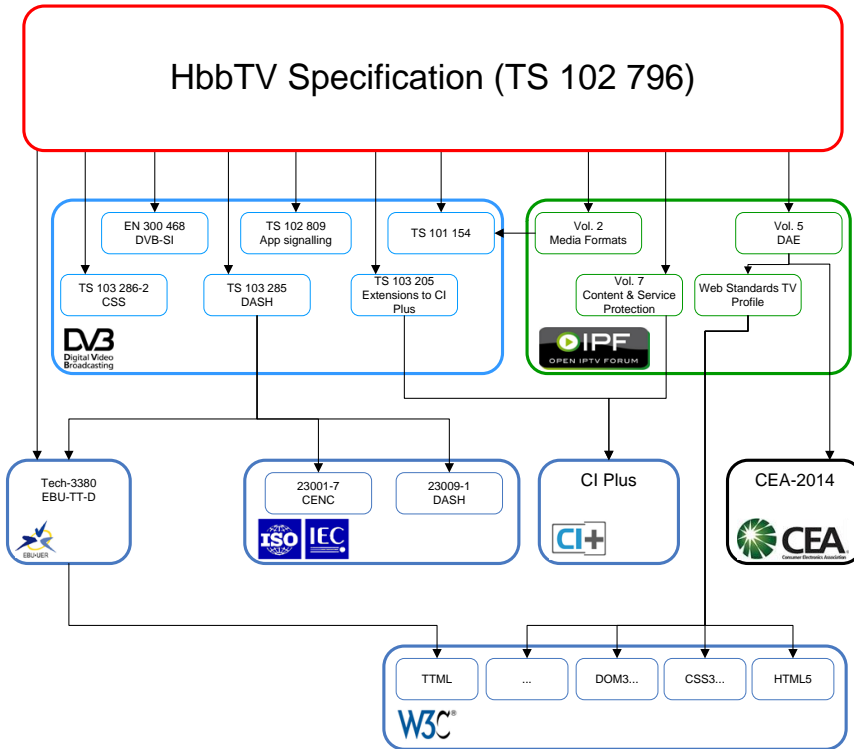 HbbTV Specification (TS 102 796)
EN 300 468
DVB-SI
TS 102 809
App signalling
TS 101 154
Vol. 2
Media Formats
Vol. 5
DAE
TS 103 286-2
CSS
TS 103 285
DASH
TS 103 205
Extensions to CI
Plus
Vol. 7
Content & Service
Protection
Web Standards TV
Profile
DVB
Digital Video
Broadcasting
IPF
OPEN IPTV FORUM
Tech-3380
EBU-TT-D
EBU·UER
23001-7
CENC
23009-1
DASH
ISO
IEC
CI Plus
CI+
CEA-2014
CEA
Consumer Electronics Association
TTML
...
DOM3...
CSS3...
HTML5
W3C®